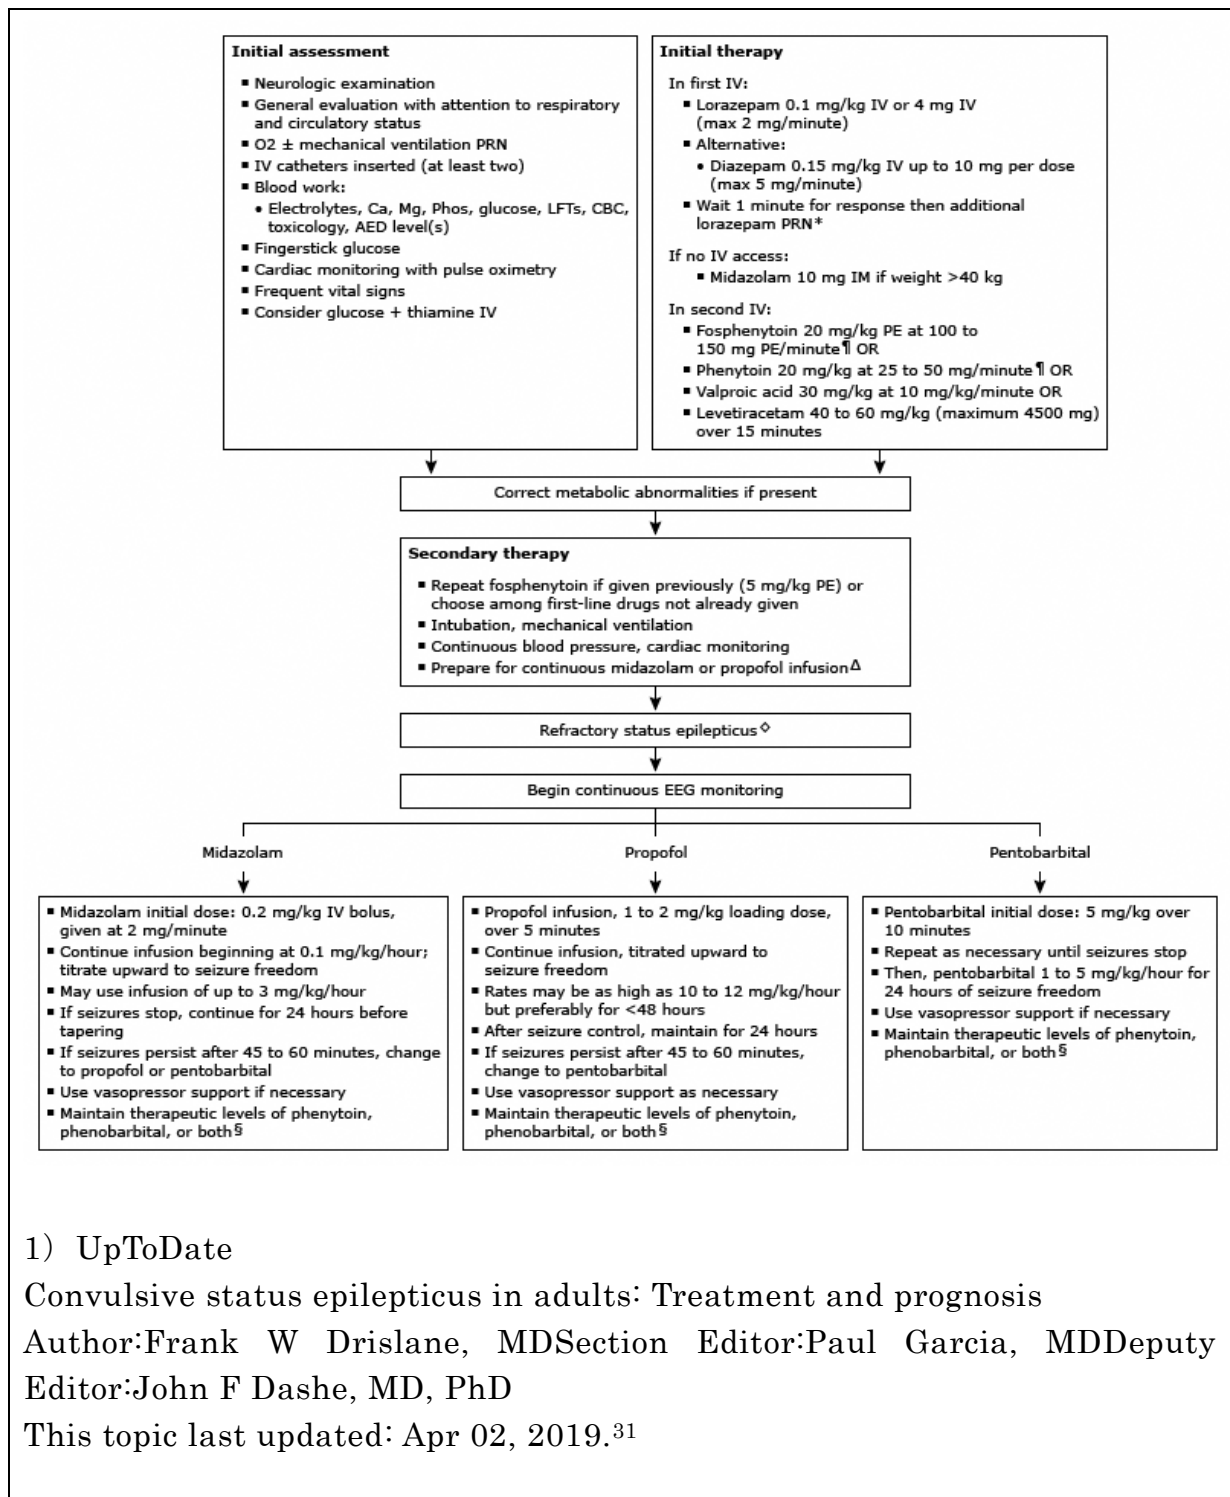 Initial assessment
▪ Neurologic examination
▪ General evaluation with attention to respiratory
and circulatory status
▪ O2 ± mechanical ventilation PRN
▪ IV catheters inserted (at least two)
▪ Blood work:
• Electrolytes, Ca, Mg, Phos, glucose, LFTs, CBC,
toxicology, AED level(s)
▪ Fingerstick glucose
▪ Cardiac monitoring with pulse oximetry
▪ Frequent vital signs
▪ Consider glucose + thiamine IV
Initial therapy
In first IV:
▪ Lorazepam 0.1 mg/kg IV or 4 mg IV
(max 2 mg/minute)
▪ Alternative:
• Diazepam 0.15 mg/kg IV up to 10 mg per dose
(max 5 mg/minute)
▪ Wait 1 minute for response then additional
lorazepam PRN*
If no IV access:
▪ Midazolam 10 mg IM if weight >40 kg
In second IV:
▪ Fosphenytoin 20 mg/kg PE at 100 to
150 mg PE/minute¶ OR
▪ Phenytoin 20 mg/kg at 25 to 50 mg/minute¶ OR
▪ Valproic acid 30 mg/kg at 10 mg/kg/minute OR
▪ Levetiracetam 40 to 60 mg/kg (maximum 4500 mg)
over 15 minutes
Correct metabolic abnormalities if present
Secondary therapy
▪ Repeat fosphenytoin if given previously (5 mg/kg PE) or
choose among first-line drugs not already given
▪ Intubation, mechanical ventilation
▪ Continuous blood pressure, cardiac monitoring
▪ Prepare for continuous midazolam or propofol infusionΔ
Refractory status epilepticus◇
Begin continuous EEG monitoring
Midazolam
▪ Midazolam initial dose: 0.2 mg/kg IV bolus,
given at 2 mg/minute
▪ Continue infusion beginning at 0.1 mg/kg/hour;
titrate upward to seizure freedom
▪ May use infusion of up to 3 mg/kg/hour
▪ If seizures stop, continue for 24 hours before
tapering
▪ If seizures persist after 45 to 60 minutes, change
to propofol or pentobarbital
▪ Use vasopressor support if necessary
▪ Maintain therapeutic levels of phenytoin,
phenobarbital, or both§
Propofol
▪ Propofol infusion, 1 to 2 mg/kg loading dose,
over 5 minutes
▪ Continue infusion, titrated upward to
seizure freedom
▪ Rates may be as high as 10 to 12 mg/kg/hour
but preferably for <48 hours
▪ After seizure control, maintain for 24 hours
▪ If seizures persist after 45 to 60 minutes,
change to pentobarbital
▪ Use vasopressor support as necessary
▪ Maintain therapeutic levels of phenytoin,
phenobarbital, or both§
Pentobarbital
▪ Pentobarbital initial dose: 5 mg/kg over
10 minutes
▪ Repeat as necessary until seizures stop
▪ Then, pentobarbital 1 to 5 mg/kg/hour for
24 hours of seizure freedom
▪ Use vasopressor support if necessary
▪ Maintain therapeutic levels of phenytoin,
phenobarbital, or both§
1) UpToDate
Convulsive status epilepticus in adults: Treatment and prognosis
Author:Frank W Drislane, MDSection Editor:Paul Garcia, MDDeputy
Editor:John F Dashe, MD, PhD
This topic last updated: Apr 02, 2019.31